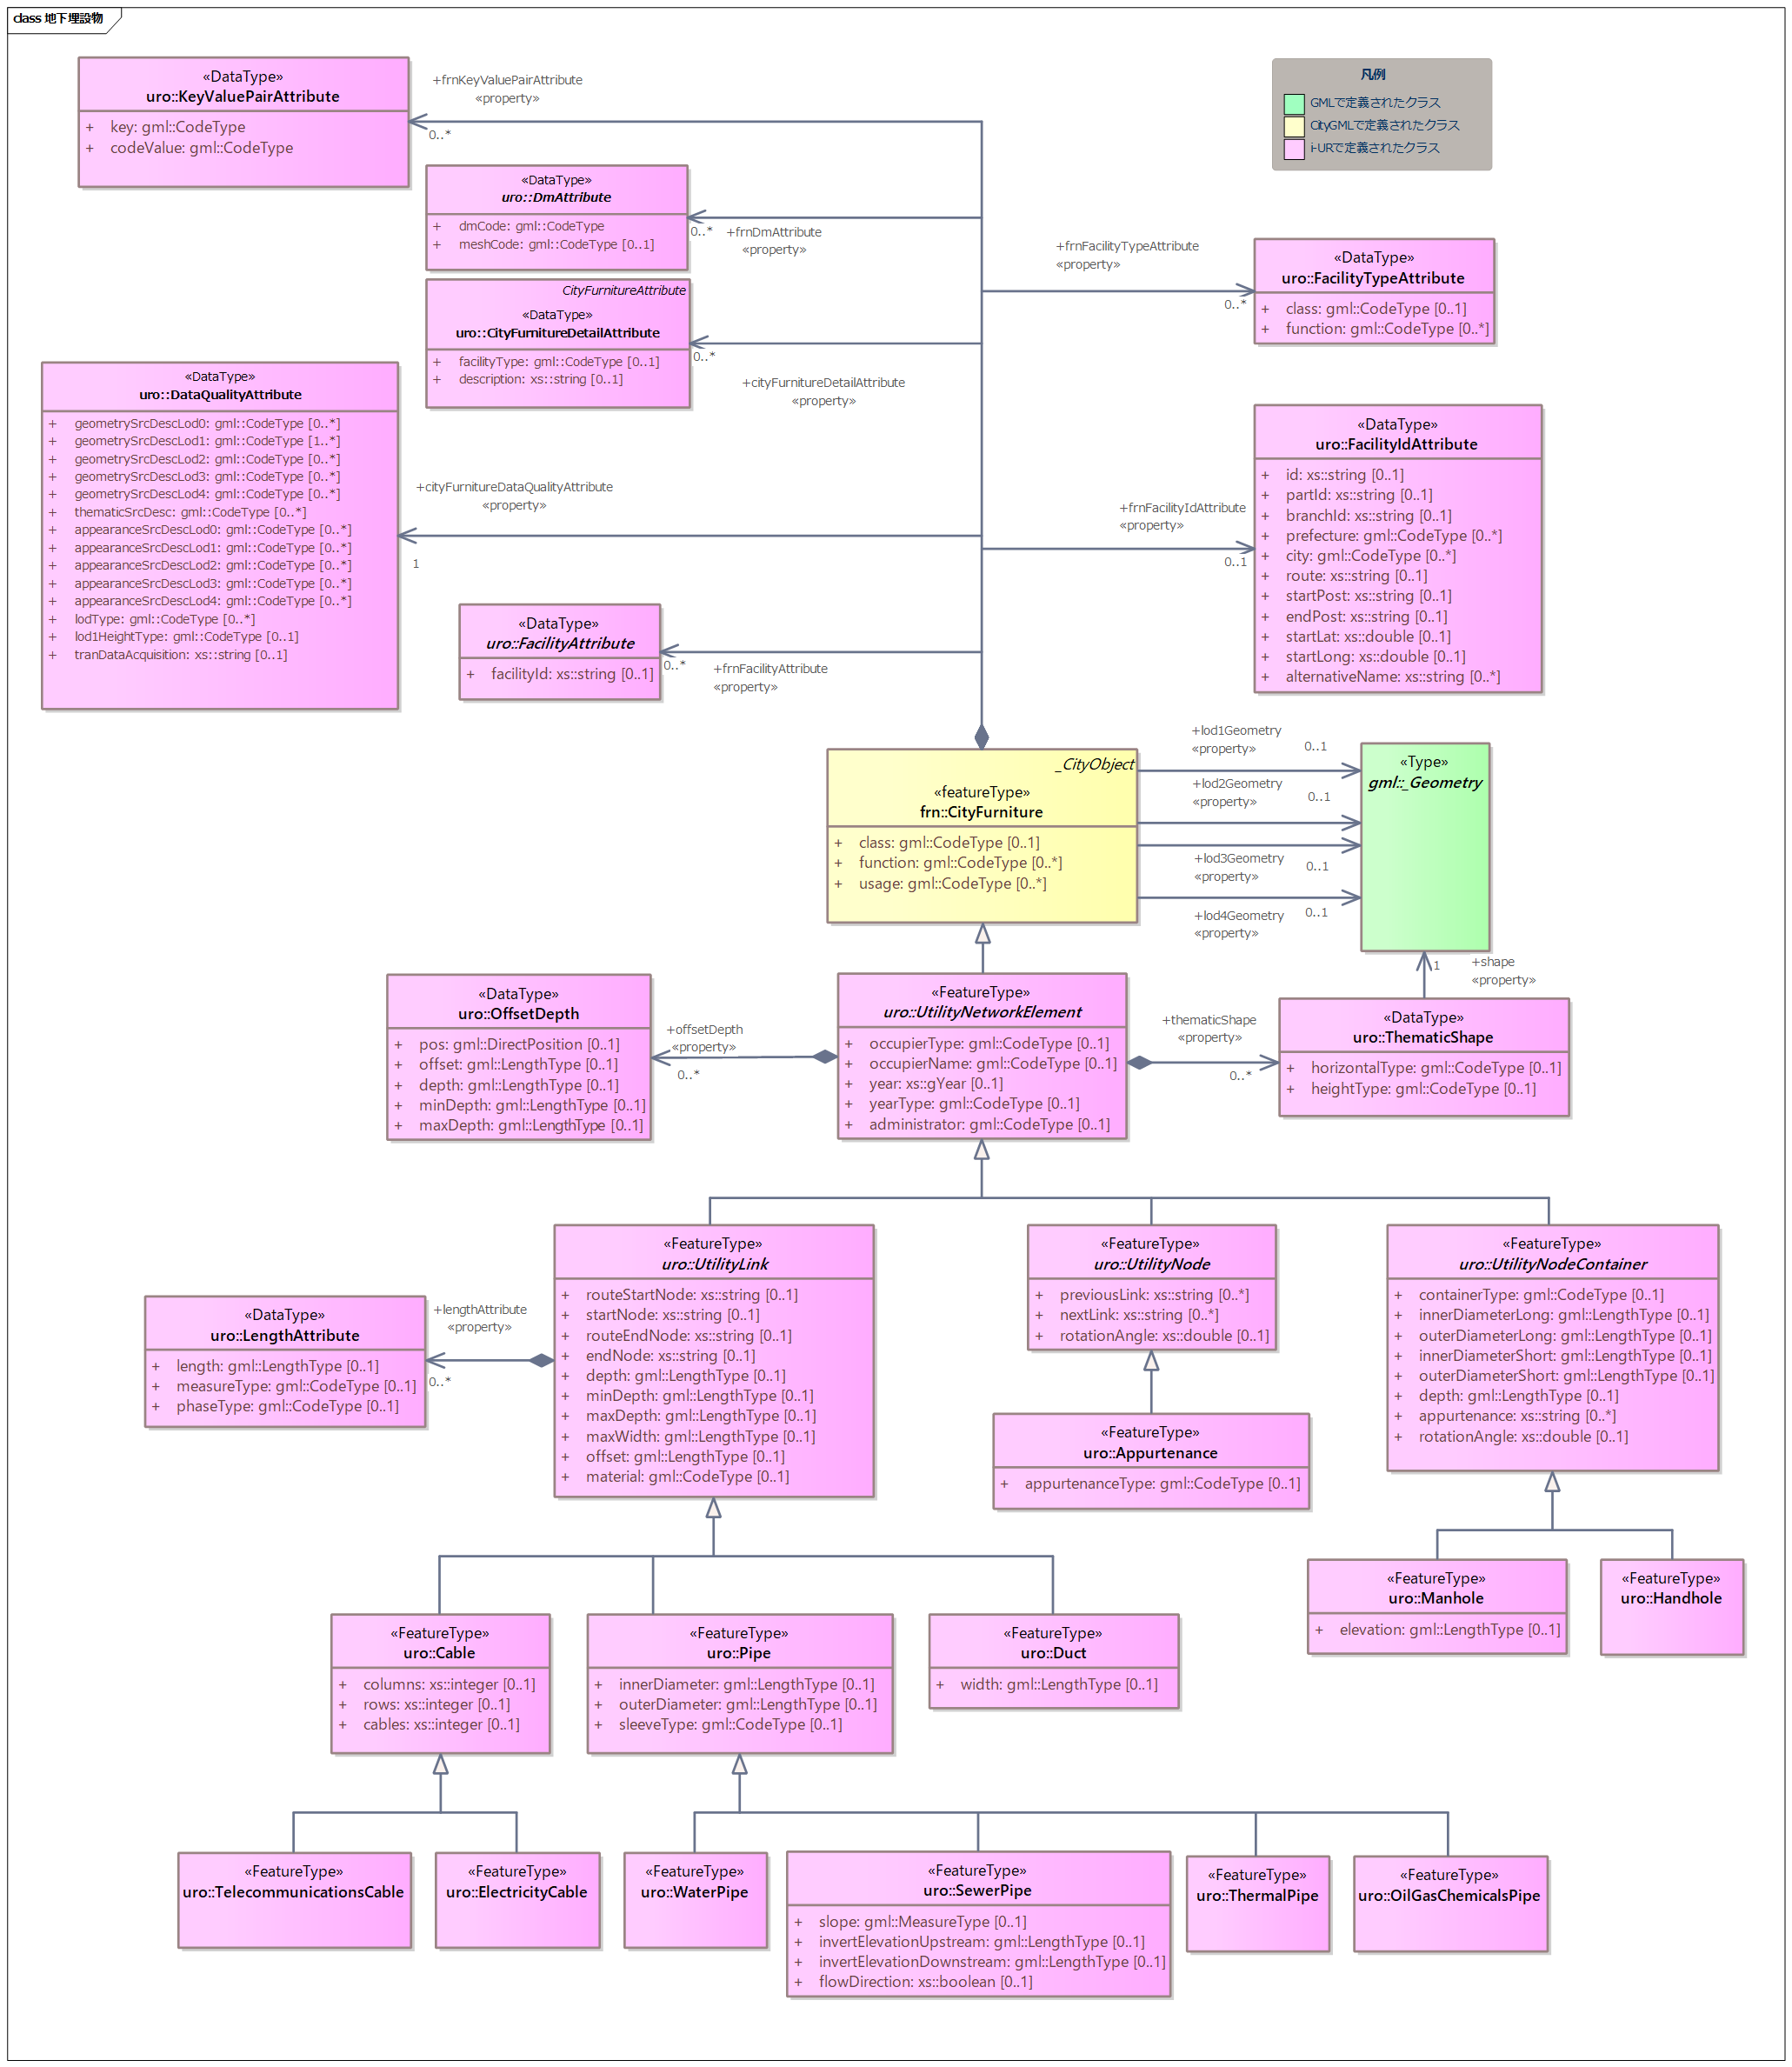 class 地下埋設物
«DataType»
uro::KeyValuePairAttribute
+ key: gml::CodeType
+ codeValue: gml::CodeType
+frnKeyValuePairAttribute
«property»
0..*
凡例
GMLで定義されたクラス
CityGMLで定義されたクラス
i-URで定義されたクラス
«DataType»
uro::DmAttribute
+ dmCode: gml::CodeType
+ meshCode: gml::CodeType [0..1]
0..*
+frnDmAttribute
«property»
+frnFacilityTypeAttribute
«property»
0..*
«DataType»
uro::FacilityTypeAttribute
+ class: gml::CodeType [0..1]
+ function: gml::CodeType [0..*]
CityFurnitureAttribute
«DataType»
uro::CityFurnitureDetailAttribute
+ facilityType: gml::CodeType [0..1]
+ description: xs::string [0..1]
0..*
+cityFurnitureDetailAttribute
«property»
«DataType»
uro::DataQualityAttribute
+ geometrySrcDescLod0: gml::CodeType [0..*]
+ geometrySrcDescLod1: gml::CodeType [1..*]
+ geometrySrcDescLod2: gml::CodeType [0..*]
+ geometrySrcDescLod3: gml::CodeType [0..*]
+ geometrySrcDescLod4: gml::CodeType [0..*]
+ thematicSrcDesc: gml::CodeType [0..*]
+ appearanceSrcDescLod0: gml::CodeType [0..*]
+ appearanceSrcDescLod1: gml::CodeType [0..*]
+ appearanceSrcDescLod2: gml::CodeType [0..*]
+ appearanceSrcDescLod3: gml::CodeType [0..*]
+ appearanceSrcDescLod4: gml::CodeType [0..*]
+ lodType: gml::CodeType [0..*]
+ lod1HeightType: gml::CodeType [0..1]
+ tranDataAcquisition: xs::string [0..1]
+cityFurnitureDataQualityAttribute
«property»
1
+frnFacilityIdAttribute
«property»
0..1
«DataType»
uro::FacilityIdAttribute
+ id: xs::string [0..1]
+ partId: xs::string [0..1]
+ branchId: xs::string [0..1]
+ prefecture: gml::CodeType [0..*]
+ city: gml::CodeType [0..*]
+ route: xs::string [0..1]
+ startPost: xs::string [0..1]
+ endPost: xs::string [0..1]
+ startLat: xs::double [0..1]
+ startLong: xs::double [0..1]
+ alternativeName: xs::string [0..*]
«DataType»
uro::FacilityAttribute
+ facilityId: xs::string [0..1]
0..*
+frnFacilityAttribute
«property»
_CityObject
«featureType»
frn::CityFurniture
+ class: gml::CodeType [0..1]
+ function: gml::CodeType [0..*]
+ usage: gml::CodeType [0..*]
+lod1Geometry
«property»
0..1
+lod2Geometry
«property»
0..1
+lod3Geometry
«property»
0..1
+lod4Geometry
«property»
0..1
«Type»
gml::_Geometry
1
+shape
«property»
«DataType»
uro::OffsetDepth
+ pos: gml::DirectPosition [0..1]
+ offset: gml::LengthType [0..1]
+ depth: gml::LengthType [0..1]
+ minDepth: gml::LengthType [0..1]
+ maxDepth: gml::LengthType [0..1]
+offsetDepth
«property»
0..*
«FeatureType»
uro::UtilityNetworkElement
+ occupierType: gml::CodeType [0..1]
+ occupierName: gml::CodeType [0..1]
+ year: xs::gYear [0..1]
+ yearType: gml::CodeType [0..1]
+ administrator: gml::CodeType [0..1]
+thematicShape
«property»
0..*
«DataType»
uro::ThematicShape
+ horizontalType: gml::CodeType [0..1]
+ heightType: gml::CodeType [0..1]
«DataType»
uro::LengthAttribute
+ length: gml::LengthType [0..1]
+ measureType: gml::CodeType [0..1]
+ phaseType: gml::CodeType [0..1]
+lengthAttribute
«property»
0..*
«FeatureType»
uro::UtilityLink
+ routeStartNode: xs::string [0..1]
+ startNode: xs::string [0..1]
+ routeEndNode: xs::string [0..1]
+ endNode: xs::string [0..1]
+ depth: gml::LengthType [0..1]
+ minDepth: gml::LengthType [0..1]
+ maxDepth: gml::LengthType [0..1]
+ maxWidth: gml::LengthType [0..1]
+ offset: gml::LengthType [0..1]
+ material: gml::CodeType [0..1]
«FeatureType»
uro::UtilityNode
+ previousLink: xs::string [0..*]
+ nextLink: xs::string [0..*]
+ rotationAngle: xs::double [0..1]
«FeatureType»
uro::UtilityNodeContainer
+ containerType: gml::CodeType [0..1]
+ innerDiameterLong: gml::LengthType [0..1]
+ outerDiameterLong: gml::LengthType [0..1]
+ innerDiameterShort: gml::LengthType [0..1]
+ outerDiameterShort: gml::LengthType [0..1]
+ depth: gml::LengthType [0..1]
+ appurtenance: xs::string [0..*]
+ rotationAngle: xs::double [0..1]
«FeatureType»
uro::Appurtenance
+ appurtenanceType: gml::CodeType [0..1]
«FeatureType»
uro::Manhole
+ elevation: gml::LengthType [0..1]
«FeatureType»
uro::Handhole
«FeatureType»
uro::Cable
+ columns: xs::integer [0..1]
+ rows: xs::integer [0..1]
+ cables: xs::integer [0..1]
«FeatureType»
uro::Pipe
+ innerDiameter: gml::LengthType [0..1]
+ outerDiameter: gml::LengthType [0..1]
+ sleeveType: gml::CodeType [0..1]
«FeatureType»
uro::Duct
+ width: gml::LengthType [0..1]
«FeatureType»
uro::TelecommunicationsCable
«FeatureType»
uro::ElectricityCable
«FeatureType»
uro::WaterPipe
«FeatureType»
uro::SewerPipe
+ slope: gml::MeasureType [0..1]
+ invertElevationUpstream: gml::LengthType [0..1]
+ invertElevationDownstream: gml::LengthType [0..1]
+ flowDirection: xs::boolean [0..1]
«FeatureType»
uro::ThermalPipe
«FeatureType»
uro::OilGasChemicalsPipe